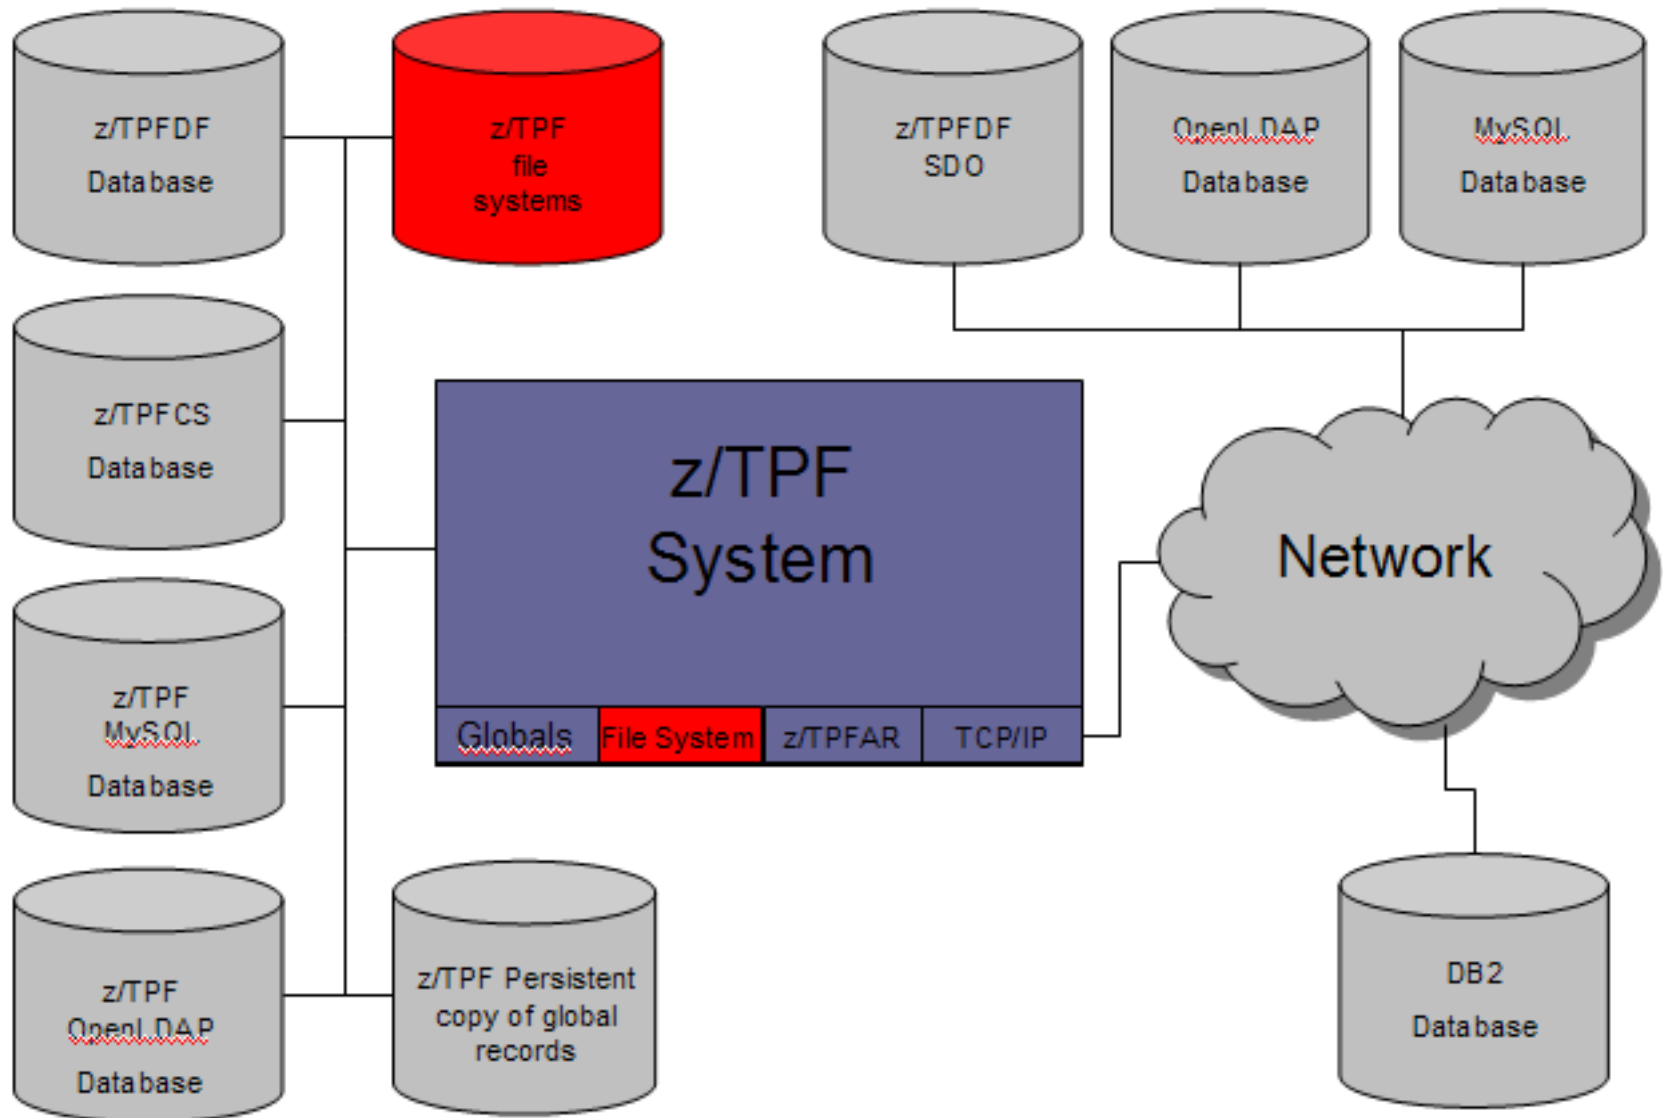 z/TPFDF
Database
z/TPF
file
systems
z/TPFDF
SDO
OpenLDAP
Database
MySQL
Database
z/TPFCS
Database
z/TPF
System
Network
z/TPF
MySQL
Database
Globals
File System
z/TPFAR
TCP/IP
z/TPF
OpenLDAP
Database
z/TPF Persistent
copy of global
records
DB2
Database